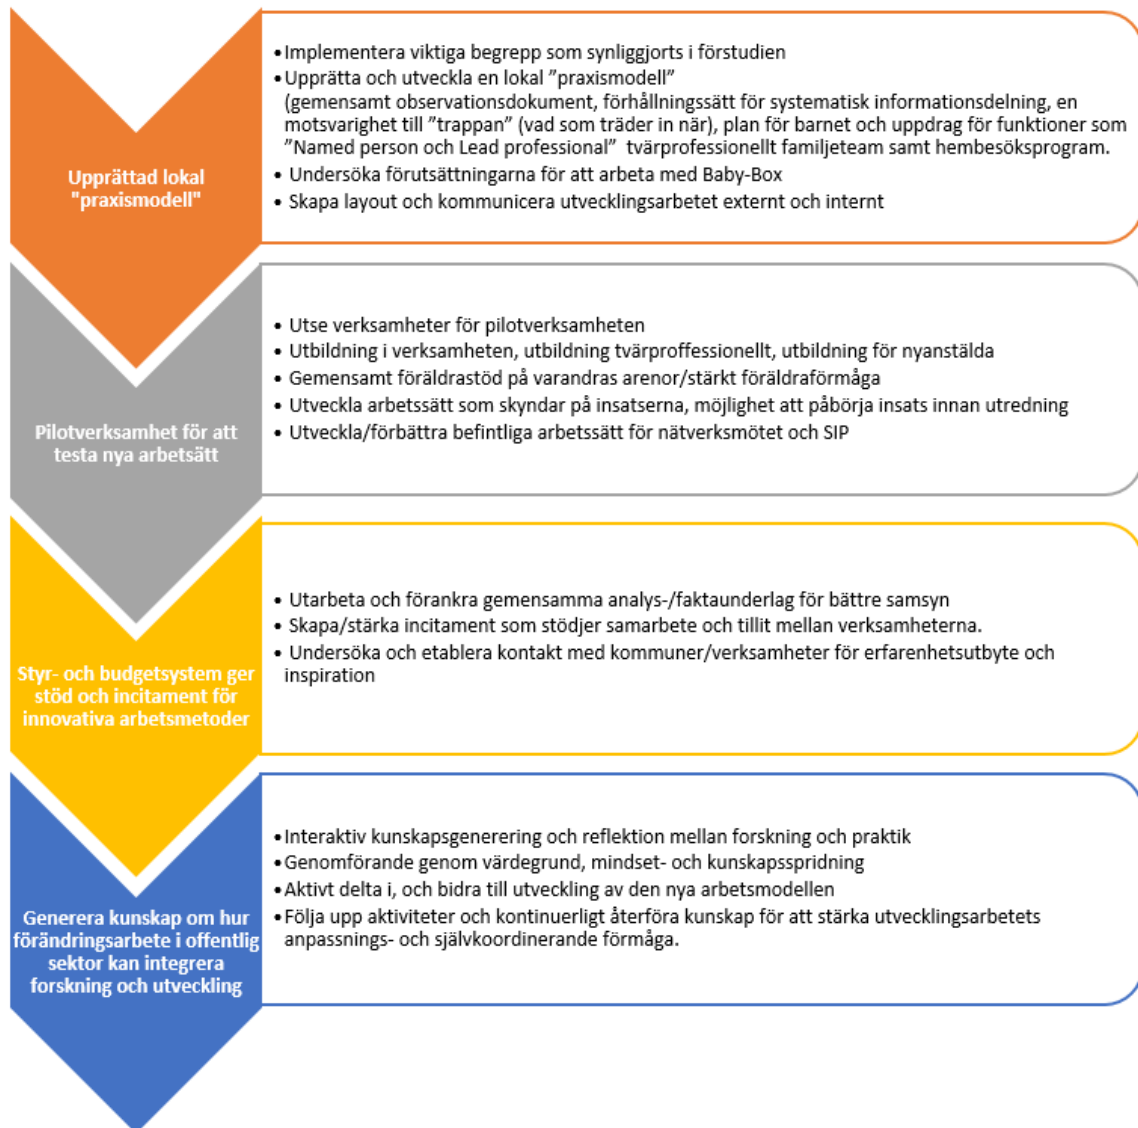 Upprättad lokal
"praxismodell"
•Implementera viktiga begrepp som synliggjorts i förstudien
•Upprätta och utveckla en lokal ”praxismodell”
(gemensamt observationsdokument, förhållningssätt för systematisk informationsdelning, en
motsvarighet till ”trappan” (vad som träder in när), plan för barnet och uppdrag för funktioner som
”Named person och Lead professional” tvärprofessionellt familjeteam samt hembesöksprogram.
• Undersöka förutsättningarna för att arbeta med Baby-Box
• Skapa layout och kommunicera utvecklingsarbetet externt och internt
Pilotverksamhet för att
testa nya arbetsätt
• Utse verksamheter för pilotverksamheten
• Utbildning i verksamheten, utbildning tvärproffessionellt, utbildning för nyanstälda
• Gemensamt föräldrastöd på varandras arenor/stärkt föräldraförmåga
• Utveckla arbetssätt som skyndar på insatserna, möjlighet att påbörja insats innan utredning
• Utveckla/förbättra befintliga arbetssätt för nätverksmötet och SIP
Styr- och budgetsystem ger
stöd och incitament för
innovativa arbetsmetoder
• Utarbeta och förankra gemensamma analys-/faktaunderlag för bättre samsyn
• Skapa/stärka incitament som stödjer samarbete och tillit mellan verksamheterna.
• Undersöka och etablera kontakt med kommuner/verksamheter för erfarenhetsutbyte och
inspiration
Generera kunskap om hur
förändringsarbete i offentlig
sektor kan integrera
forskning och utveckling
•Interaktiv kunskapsgenerering och reflektion mellan forskning och praktik
•Genomförande genom värdegrund, mindset- och kunskapsspridning
•Aktivt delta i, och bidra till utveckling av den nya arbetsmodellen
•Följa upp aktiviteter och kontinuerligt återföra kunskap för att stärka utvecklingsarbetets
anpassnings- och självkoordinerande förmåga.